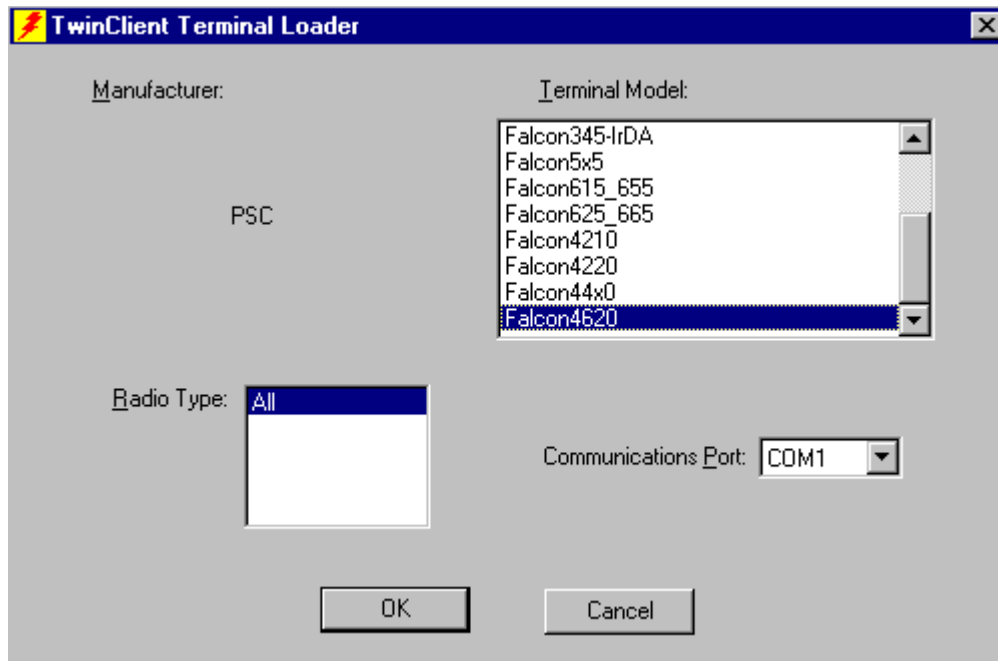 TwinClient Terminal Loader
Manufacturer:
Terminal Model:
PSC
Falcon345-IrDA
Falcon5x5
Falcon615_655
Falcon625_665
Falcon4210
Falcon4220
Falcon44x0
Falcon4620
Radio Type:
All
Communications Port:
COM1
OK
Cancel